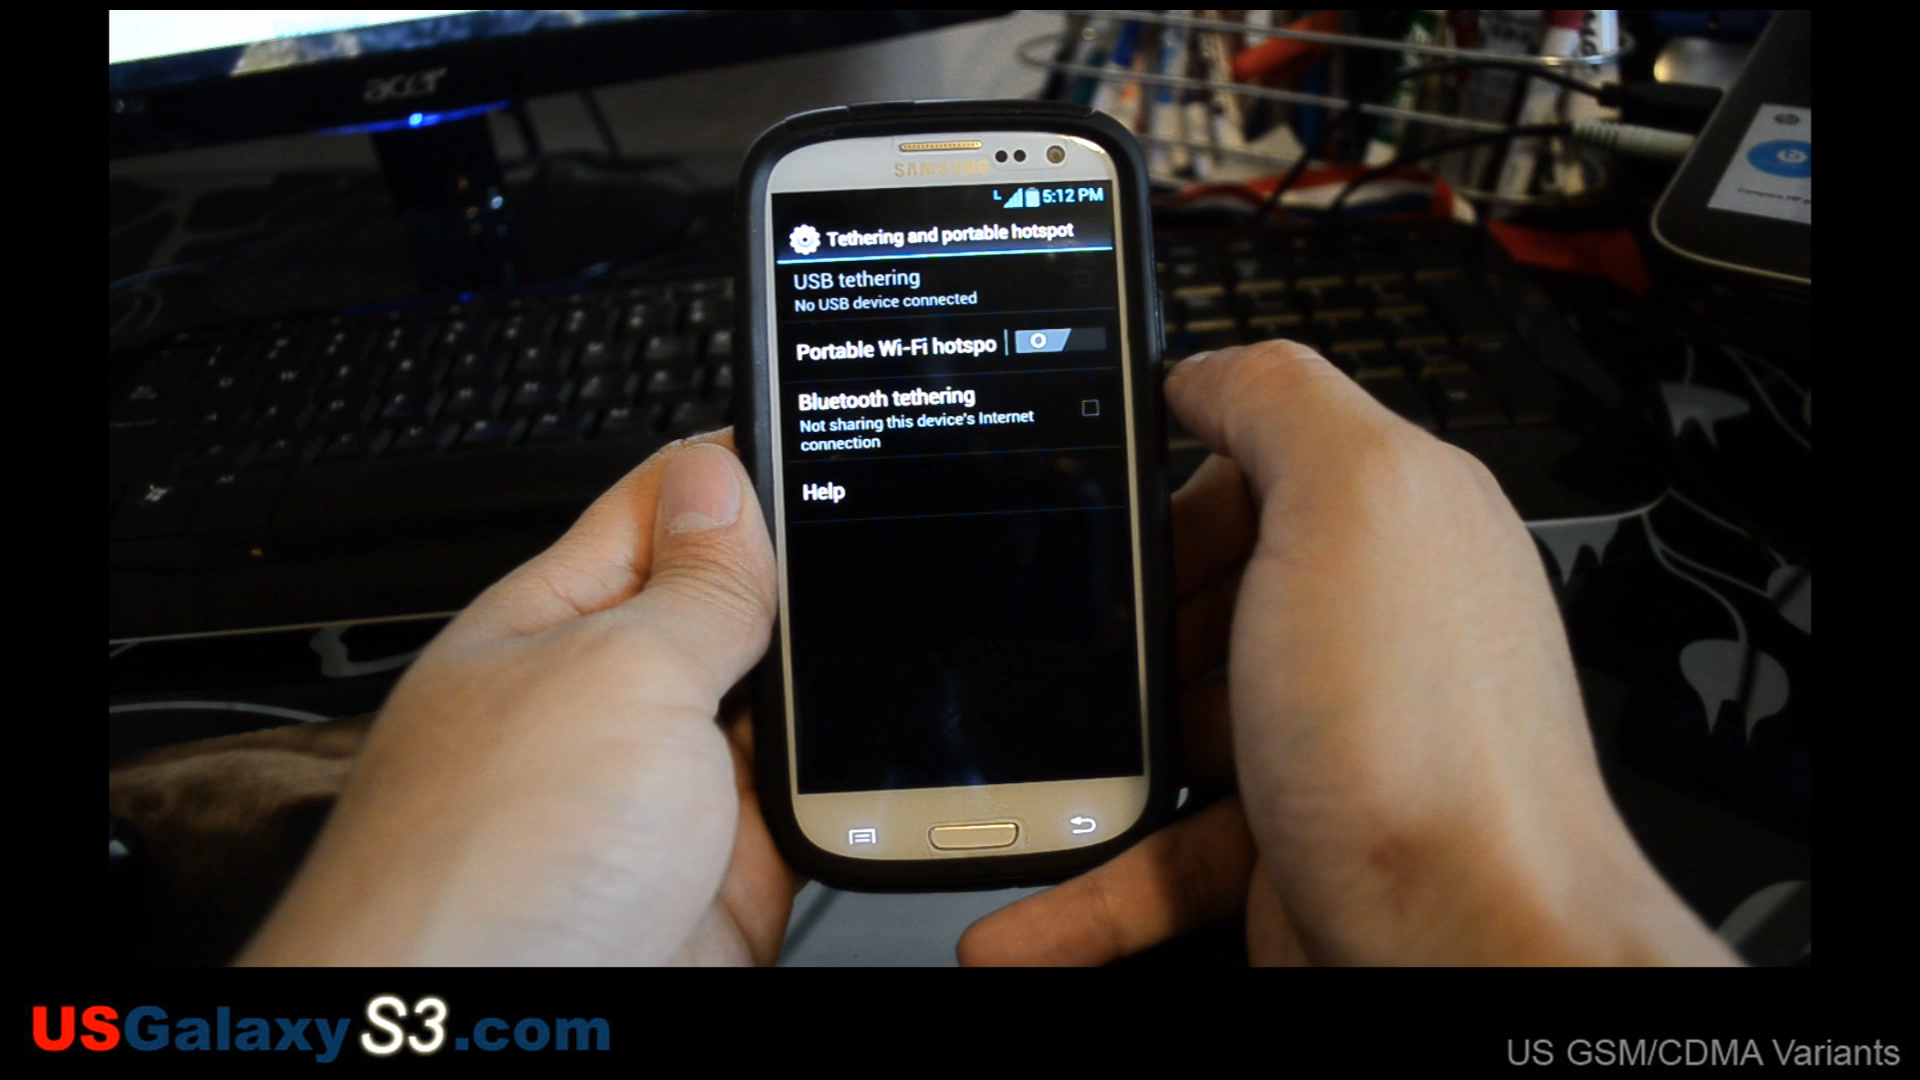 acer
SAMSUNG
L 5:12 PM
Tethering and portable hotspot
USB tethering
No USB device connected
Portable Wi-Fi hotspo
Bluetooth tethering
Not sharing this device's Internet
connection
Help
USGalaxyS3.com
US GSM/CDMA Variants